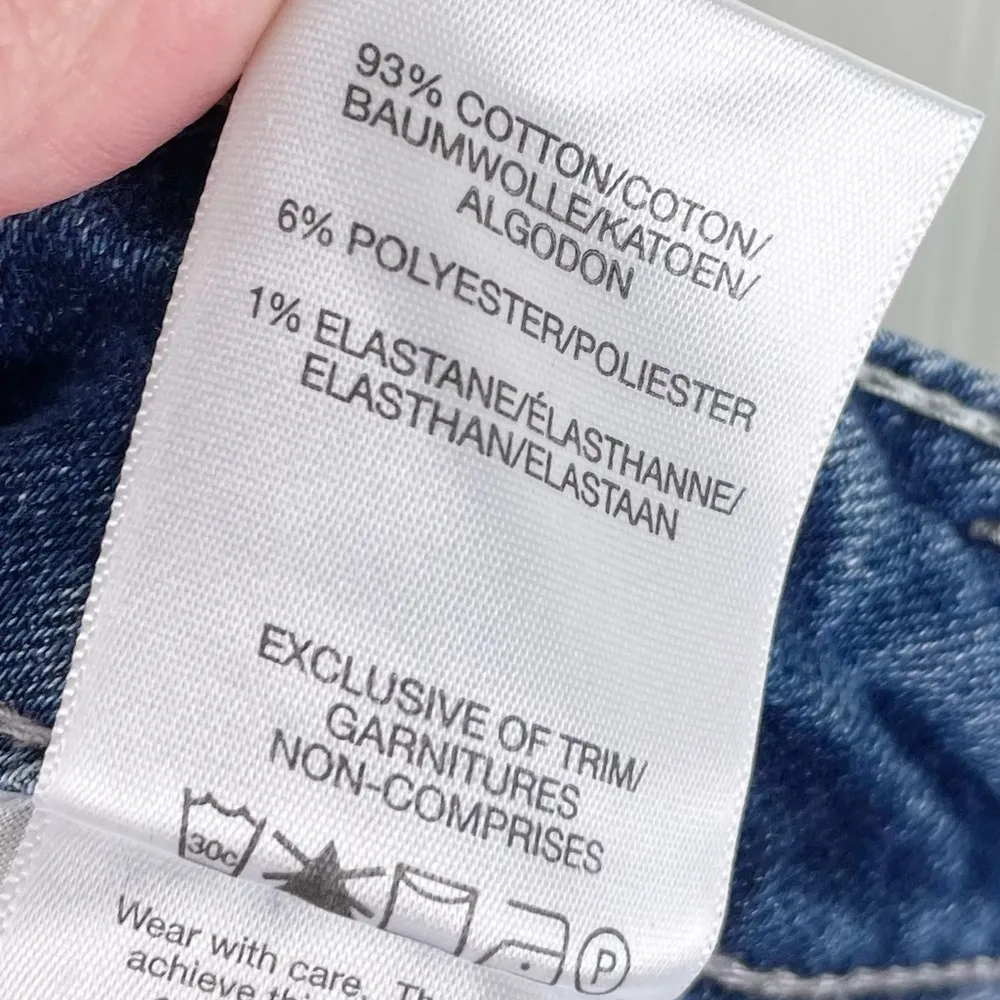 93% COTTON/COTON/
BAUMWOLLE/KATOEN/
ALGODON
6% POLYESTER/POLIESTER
1% ELASTANE/ÉLASTHANNE/
ELASTHAN/ELASTAAN
EXCLUSIVE OF TRIM/
GARNITURES
NON-COMPRISES
30c
P
Wear with care.
achieve